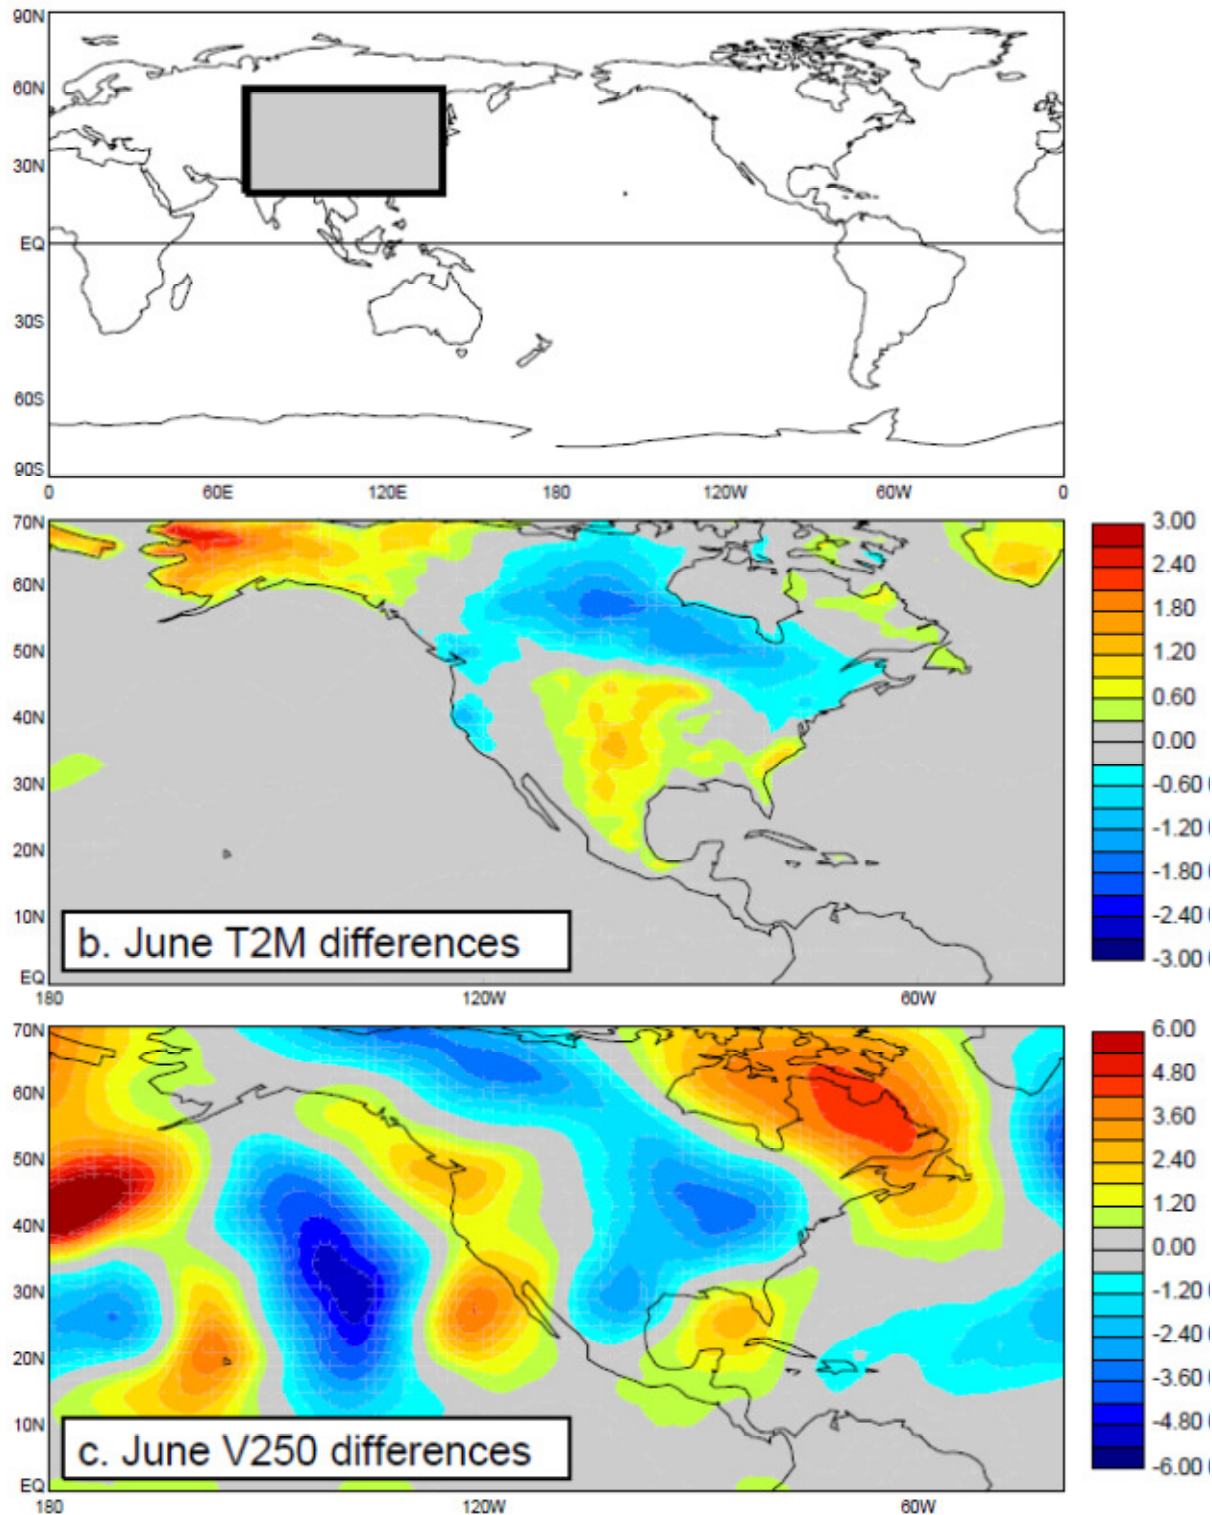 90N
60N
30N
EQ
30S
60S
90S
0 60E 120E 180 120W 60W 0
70N
60N
50N
40N
30N
20N
10N
EQ
b. June T2M differences
180 120W 60W
3.00
2.40
1.80
1.20
0.60
0.00
-0.60
-1.20
-1.80
-2.40
-3.00
70N
60N
50N
40N
30N
20N
10N
EQ
c. June V250 differences
180 120W 60W
6.00
4.80
3.60
2.40
1.20
0.00
-1.20
-2.40
-3.60
-4.80
-6.00